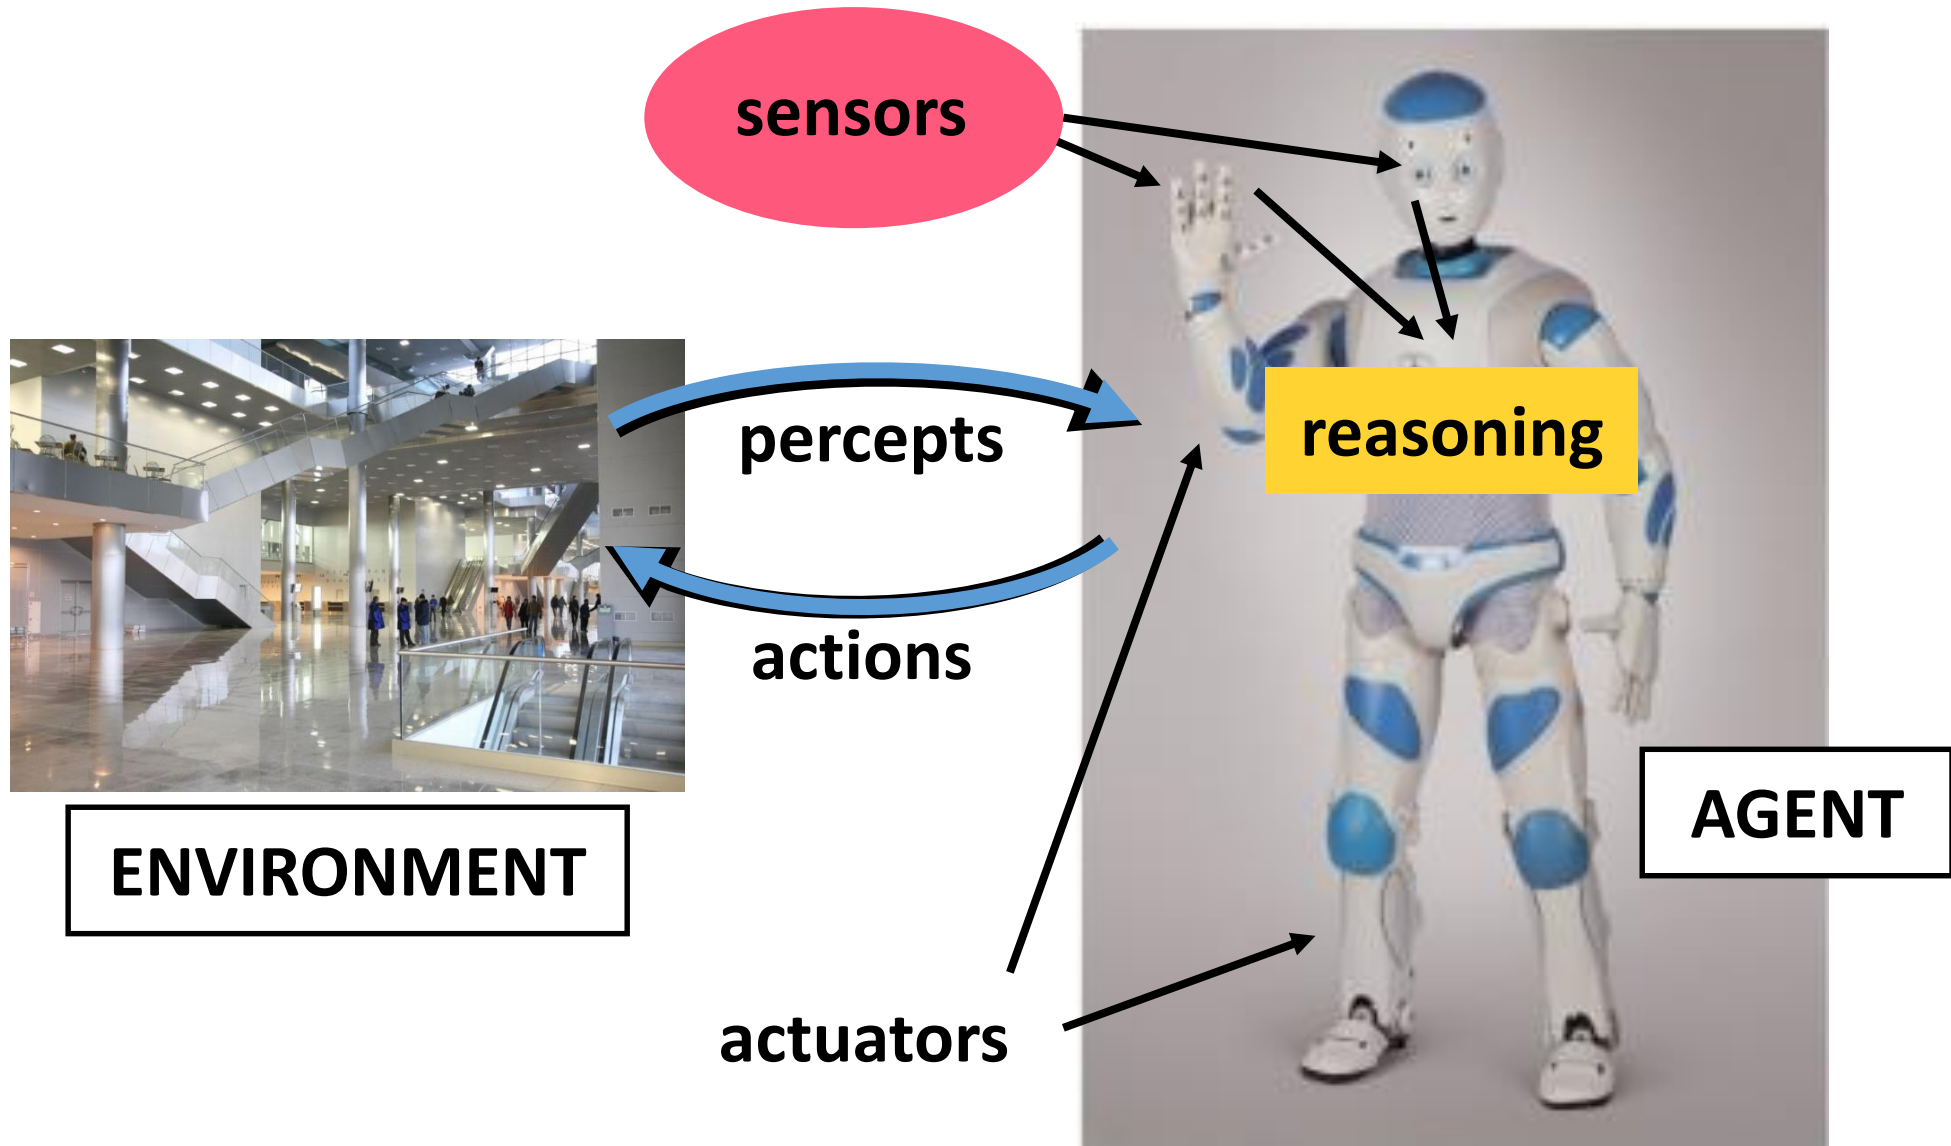 sensors
percepts
reasoning
actions
AGENT
ENVIRONMENT
actuators